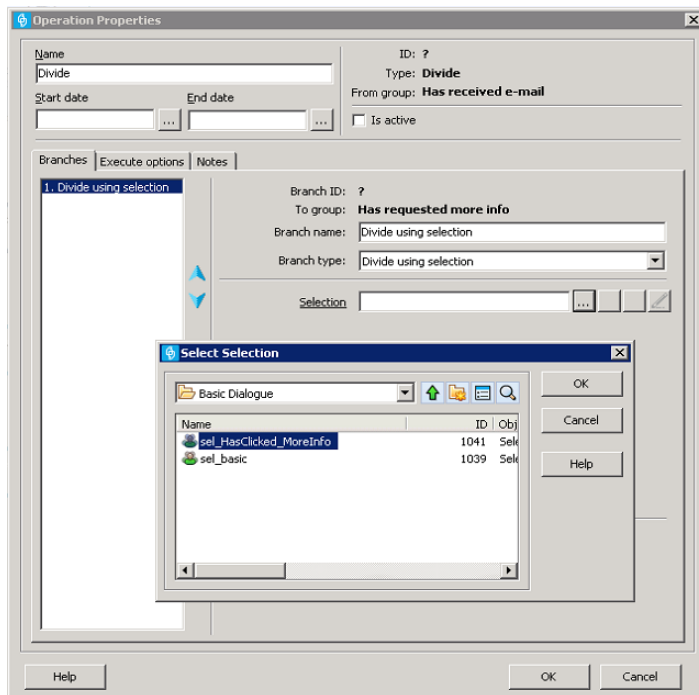 Operation Properties
Name
Divide
Start date
End date
...
...
ID: ?
Type: Divide
From group: Has received e-mail
Is active
Branches
Execute options
Notes
1. Divide using selection
Branch ID: ?
To group: Has requested more info
Branch name: Divide using selection
Branch type: Divide using selection
Selection
...
Select Selection
Basic Dialogue
Name ID Obj
sel_HasClicked_MoreInfo 1041 Sele
sel_basic 1039 Sele
OK
Cancel
Help
Help
OK
Cancel